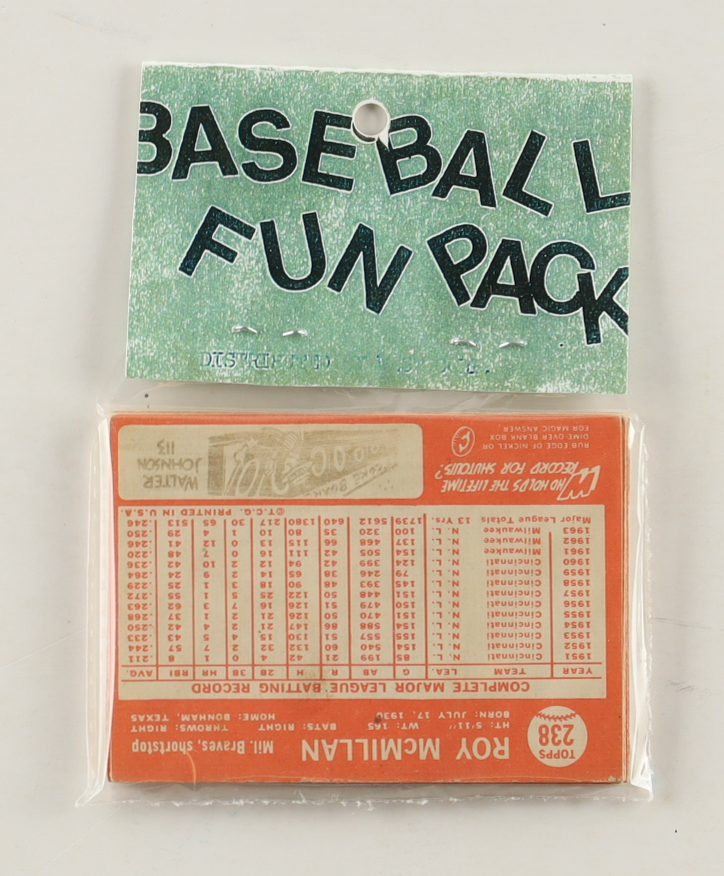 BASEBALL
FUN PACK
TOPPS
238
ROY McMILLAN
Mil. Braves, shortstop
HT: 5'11" WT: 165 BATS: RIGHT THROWS: RIGHT
BORN: JULY 17, 1930 HOME: BONHAM, TEXAS
COMPLETE MAJOR LEAGUE BATTING RECORD
YEAR TEAM LEA. G AB R H 2B 3B HR RBI AVG.
1951 Cincinnati N. L. 85 199 21 42 4 0 1 8 .211
1952 Cincinnati N. L. 154 540 60 132 32 2 7 57 .244
1953 Cincinnati N. L. 155 557 51 130 15 4 5 43 .233
1954 Cincinnati N. L. 154 588 86 147 21 2 4 42 .250
1955 Cincinnati N. L. 151 470 50 126 21 2 1 37 .268
1956 Cincinnati N. L. 150 479 51 126 16 7 3 62 .263
1957 Cincinnati N. L. 151 448 50 122 25 5 1 55 .272
1958 Cincinnati N. L. 145 393 48 90 18 3 1 25 .229
1959 Cincinnati N. L. 79 246 38 65 14 2 9 24 .264
1960 Cincinnati N. L. 124 399 42 94 12 2 10 42 .236
1961 Milwaukee N. L. 154 505 42 111 16 0 7 48 .220
1962 Milwaukee N. L. 137 468 66 115 13 0 12 41 .246
1963 Milwaukee N. L. 100 320 35 80 10 1 4 29 .250
Major League Totals 13 Yrs. 1739 5612 640 1380 217 30 65 513 .246
©T.C.G. PRINTED IN U.S.A
WHO HOLDS THE LIFETIME
RECORD FOR SHUTOUTS?
RUB EDGE OF NICKEL OR
DIME OVER BLANK BOX
FOR MAGIC ANSWER
WALTER
JOHNSON
113